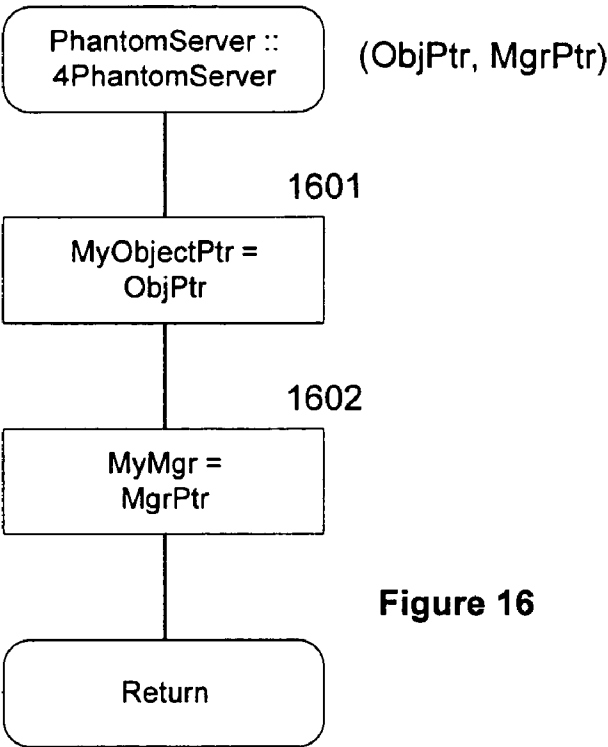 PhantomServer ::
4PhantomServer
(ObjPtr, MgrPtr)
1601
MyObjectPtr =
ObjPtr
1602
MyMgr =
MgrPtr
Figure 16
Return